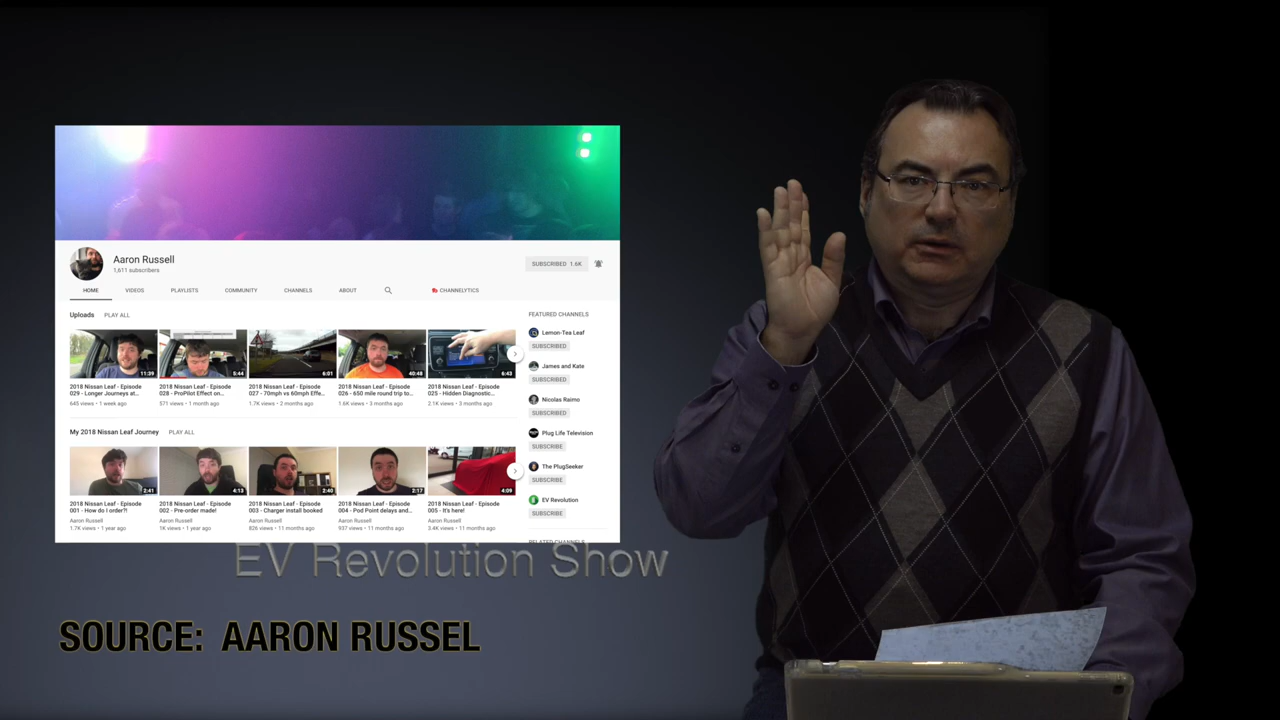 Aaron Russell
1,611 subscribers
SUBSCRIBED 1.6K
HOME VIDEOS PLAYLISTS COMMUNITY CHANNELS ABOUT CHANNELYTICS
Uploads PLAY ALL
11:39
5:44
6:01
40:48
6:43
2018 Nissan Leaf - Episode
029 - Longer Journeys at...
645 views • 1 week ago
2018 Nissan Leaf - Episode
028 - ProPilot Effect on...
571 views • 1 month ago
2018 Nissan Leaf - Episode
027 - 70mph vs 60mph Effe...
1.7K views • 2 months ago
2018 Nissan Leaf - Episode
026 - 650 mile round trip to...
1.6K views • 3 months ago
2018 Nissan Leaf - Episode
025 - Hidden Diagnostic...
2.1K views • 3 months ago
My 2018 Nissan Leaf Journey PLAY ALL
2:41
4:13
2:40
2:17
4:09
2018 Nissan Leaf - Episode
001 - How do I order?!
Aaron Russell
1.7K views • 1 year ago
2018 Nissan Leaf - Episode
002 - Pre-order made!
Aaron Russell
1K views • 1 year ago
2018 Nissan Leaf - Episode
003 - Charger install booked
Aaron Russell
826 views • 11 months ago
2018 Nissan Leaf - Episode
004 - Pod Point delays and...
Aaron Russell
937 views • 11 months ago
2018 Nissan Leaf - Episode
005 - It's here!
Aaron Russell
3.4K views • 11 months ago
FEATURED CHANNELS
Lemon-Tea Leaf
SUBSCRIBED
James and Kate
SUBSCRIBED
Nicolas Raimo
SUBSCRIBED
Plug Life Television
SUBSCRIBE
The PlugSeeker
SUBSCRIBE
EV Revolution
SUBSCRIBE
RELATED CHANNELS
EV Revolution Show
SOURCE: AARON RUSSEL